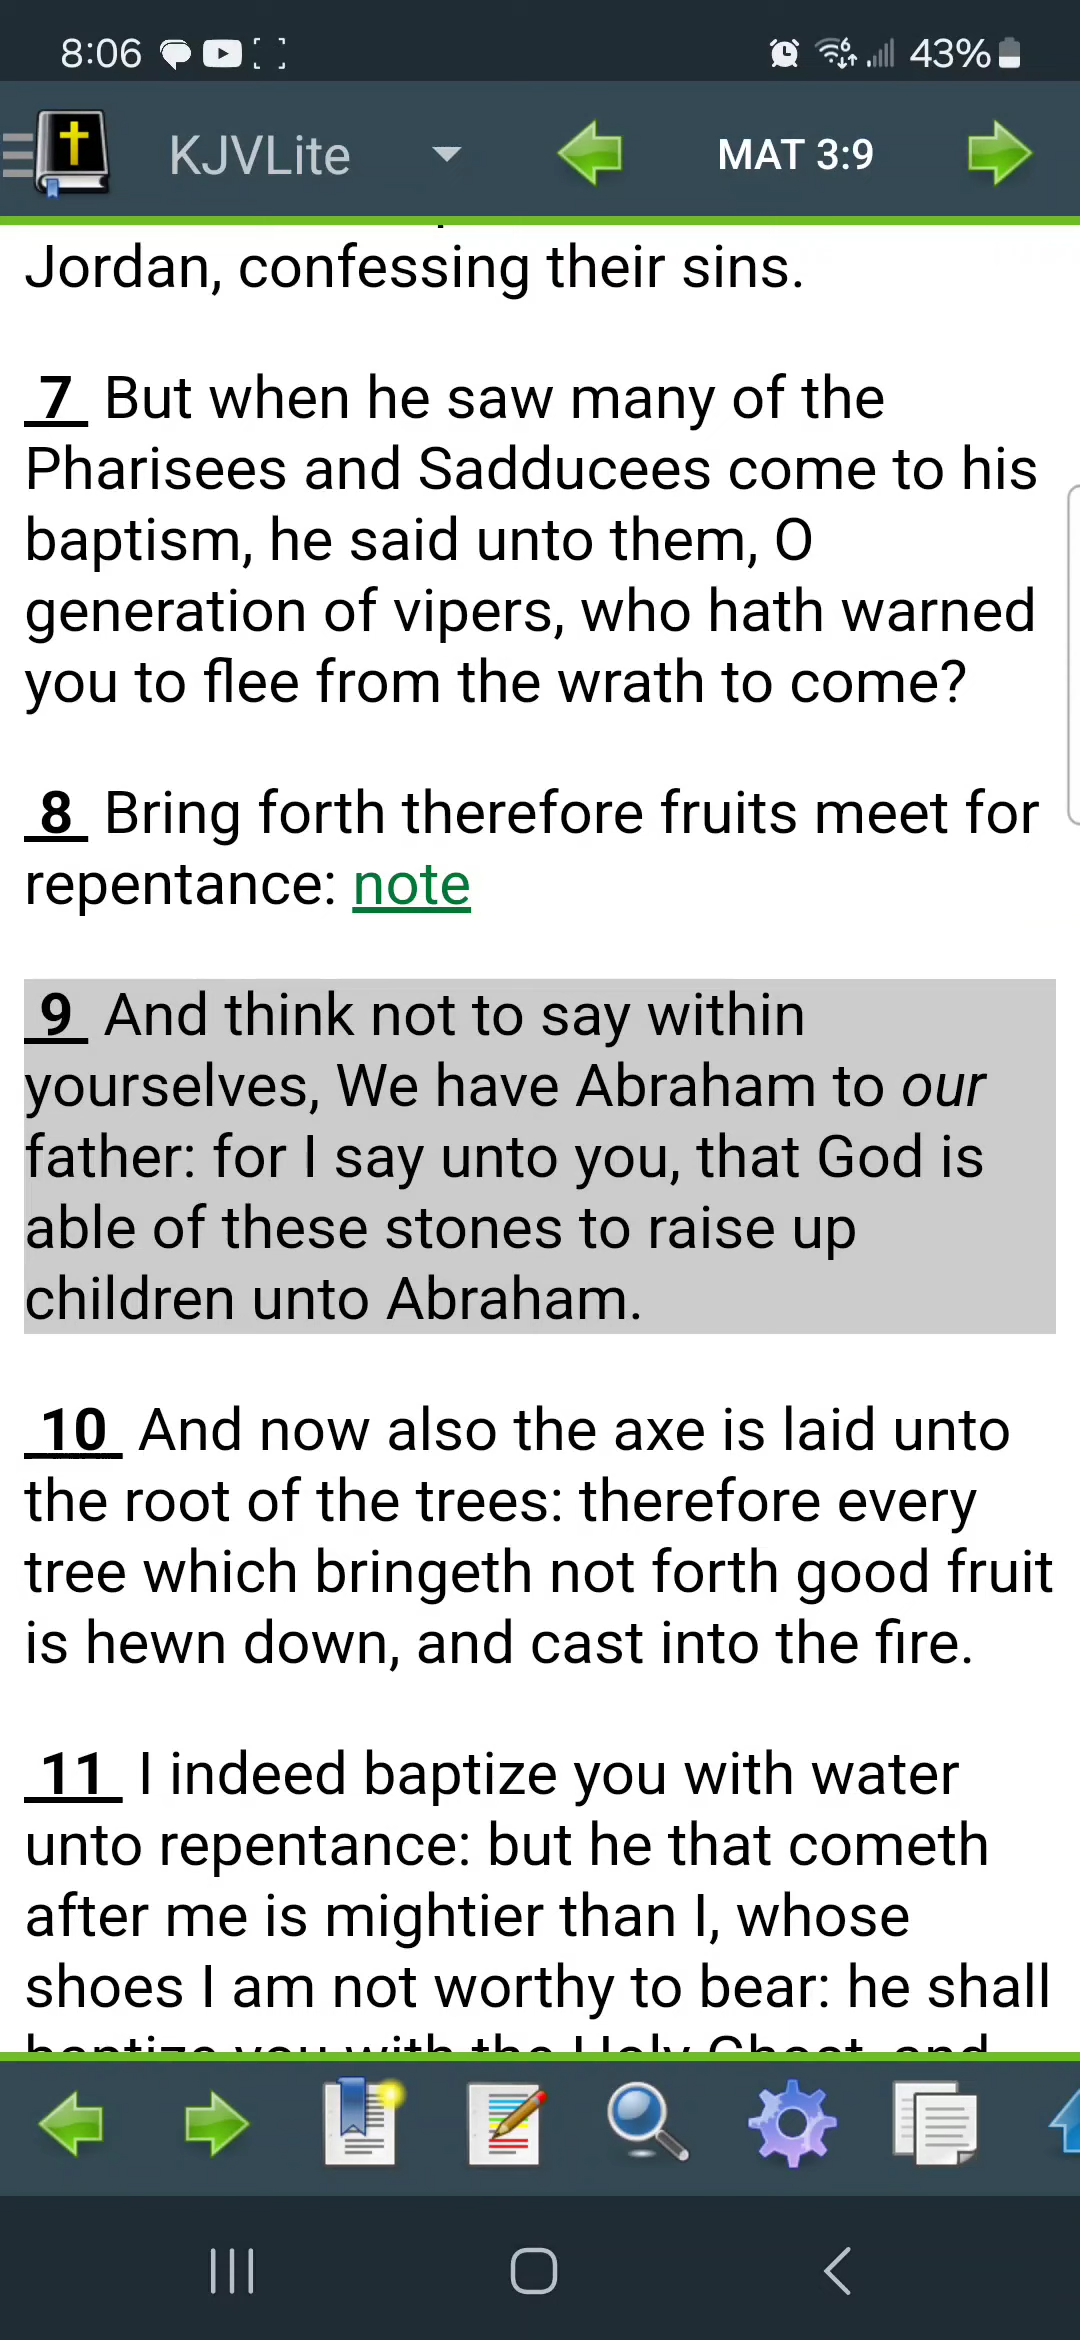 8:06
43%
KJVLite
MAT 3:9
Jordan, confessing their sins.
7 But when he saw many of the
Pharisees and Sadducees come to his
baptism, he said unto them, O
generation of vipers, who hath warned
you to flee from the wrath to come?
8 Bring forth therefore fruits meet for
repentance: note
9 And think not to say within
yourselves, We have Abraham to our
father: for I say unto you, that God is
able of these stones to raise up
children unto Abraham.
10 And now also the axe is laid unto
the root of the trees: therefore every
tree which bringeth not forth good fruit
is hewn down, and cast into the fire.
11 I indeed baptize you with water
unto repentance: but he that cometh
after me is mightier than I, whose
shoes I am not worthy to bear: he shall
baptize you with the Holy Ghost, and